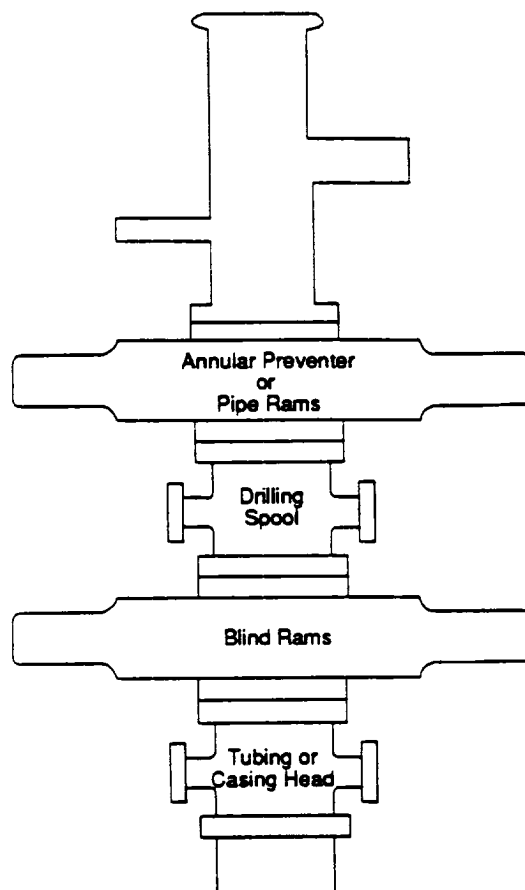 Annular Preventer
or
Pipe Rams
Drilling
Spool
Blind Rams
Tubing or
Casing Head